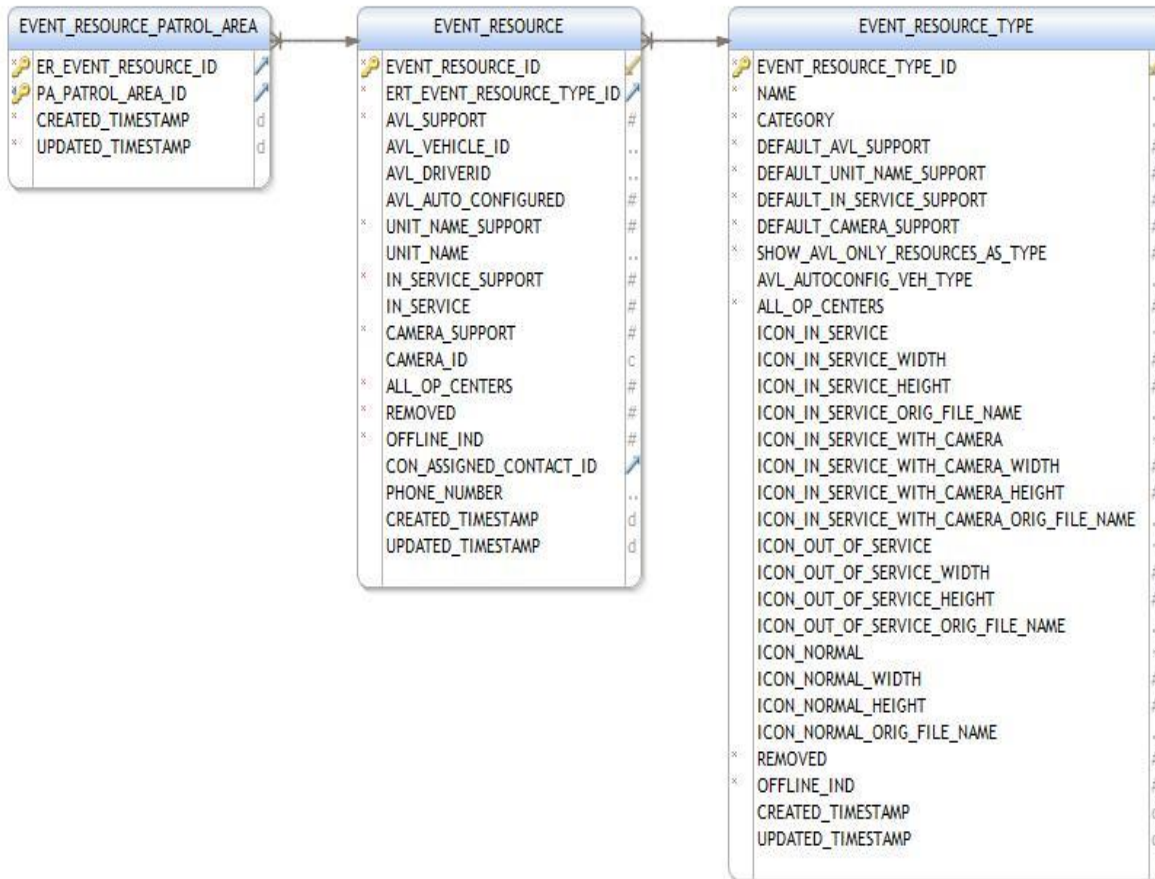 EVENT_RESOURCE_PATROL_AREA
ER_EVENT_RESOURCE_ID
PA_PATROL_AREA_ID
CREATED_TIMESTAMP d
UPDATED_TIMESTAMP d
EVENT_RESOURCE
EVENT_RESOURCE_ID
* ERT_EVENT_RESOURCE_TYPE_ID
* AVL_SUPPORT #
AVL_VEHICLE_ID ..
AVL_DRIVERID ..
AVL_AUTO_CONFIGURED #
* UNIT_NAME_SUPPORT #
UNIT_NAME ..
* IN_SERVICE_SUPPORT #
IN_SERVICE #
* CAMERA_SUPPORT #
CAMERA_ID c
* ALL_OP_CENTERS #
* REMOVED #
* OFFLINE_IND #
CON_ASSIGNED_CONTACT_ID
PHONE_NUMBER ..
CREATED_TIMESTAMP d
UPDATED_TIMESTAMP d
EVENT_RESOURCE_TYPE
EVENT_RESOURCE_TYPE_ID
* NAME
* CATEGORY
* DEFAULT_AVL_SUPPORT #
* DEFAULT_UNIT_NAME_SUPPORT #
* DEFAULT_IN_SERVICE_SUPPORT #
* DEFAULT_CAMERA_SUPPORT #
* SHOW_AVL_ONLY_RESOURCES_AS_TYPE #
AVL_AUTOCONFIG_VEH_TYPE
* ALL_OP_CENTERS #
ICON_IN_SERVICE
ICON_IN_SERVICE_WIDTH #
ICON_IN_SERVICE_HEIGHT #
ICON_IN_SERVICE_ORIG_FILE_NAME
ICON_IN_SERVICE_WITH_CAMERA
ICON_IN_SERVICE_WITH_CAMERA_WIDTH #
ICON_IN_SERVICE_WITH_CAMERA_HEIGHT #
ICON_IN_SERVICE_WITH_CAMERA_ORIG_FILE_NAME
ICON_OUT_OF_SERVICE
ICON_OUT_OF_SERVICE_WIDTH #
ICON_OUT_OF_SERVICE_HEIGHT #
ICON_OUT_OF_SERVICE_ORIG_FILE_NAME
ICON_NORMAL
ICON_NORMAL_WIDTH #
ICON_NORMAL_HEIGHT #
ICON_NORMAL_ORIG_FILE_NAME
* REMOVED #
* OFFLINE_IND #
CREATED_TIMESTAMP
UPDATED_TIMESTAMP